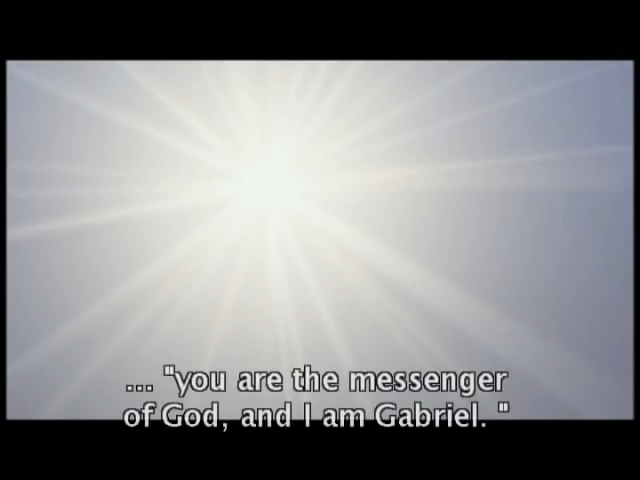 ... "you are the messenger
of God, and I am Gabriel. "